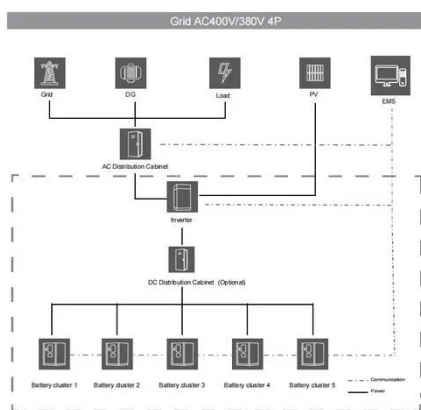 Grid AC400V/380V 4P
Grid
DG
Load
PV
EMS
AC Distribution Cabinet
Inverter
DC Distribution Cabinet (Optional)
Battery cluster 1
Battery cluster 2
Battery cluster 3
Battery cluster 4
Battery cluster 5
Communication
Power